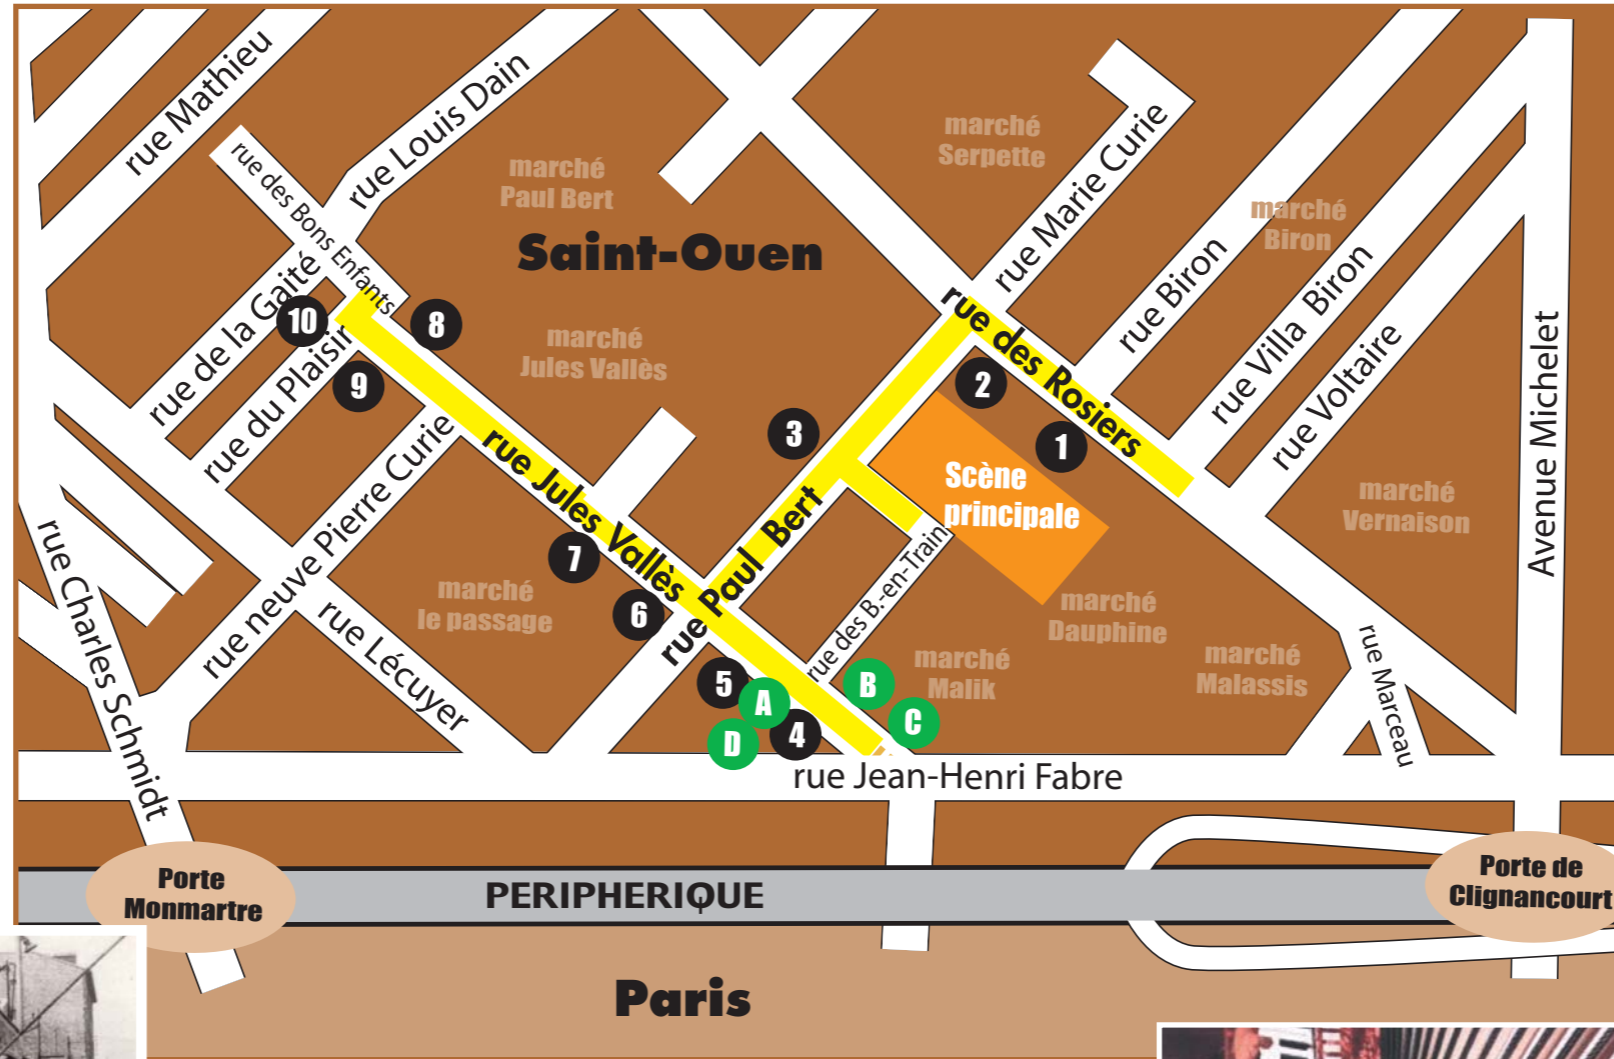 rue Mathieu
rue des Bons Enfants
rue Louis Dain
marché
Paul Bert
Saint-Ouen
marché
Serpette
rue Marie Curie
marché
Biron
rue Biron
rue Villa Biron
rue Voltaire
Avenue Michelet
rue de la Gaitè
rue du Plaisir
10
8
9
marché
Jules Vallès
rue des Rosiers
2
1
3
Scène
principale
rue Jules Vallès
rue Paul Bert
rue des B.-en-Train
marché
Vernaison
7
6
marché
le passage
rue neuve Pierre Curie
rue Charles Schmidt
rue Lécuyer
marché
Dauphine
marché
Malik
marché
Malassis
rue Marceau
5
A
4
D
B
C
rue Jean-Henri Fabre
Porte
Monmartre
PERIPHERIQUE
Porte de
Clignancourt
Paris